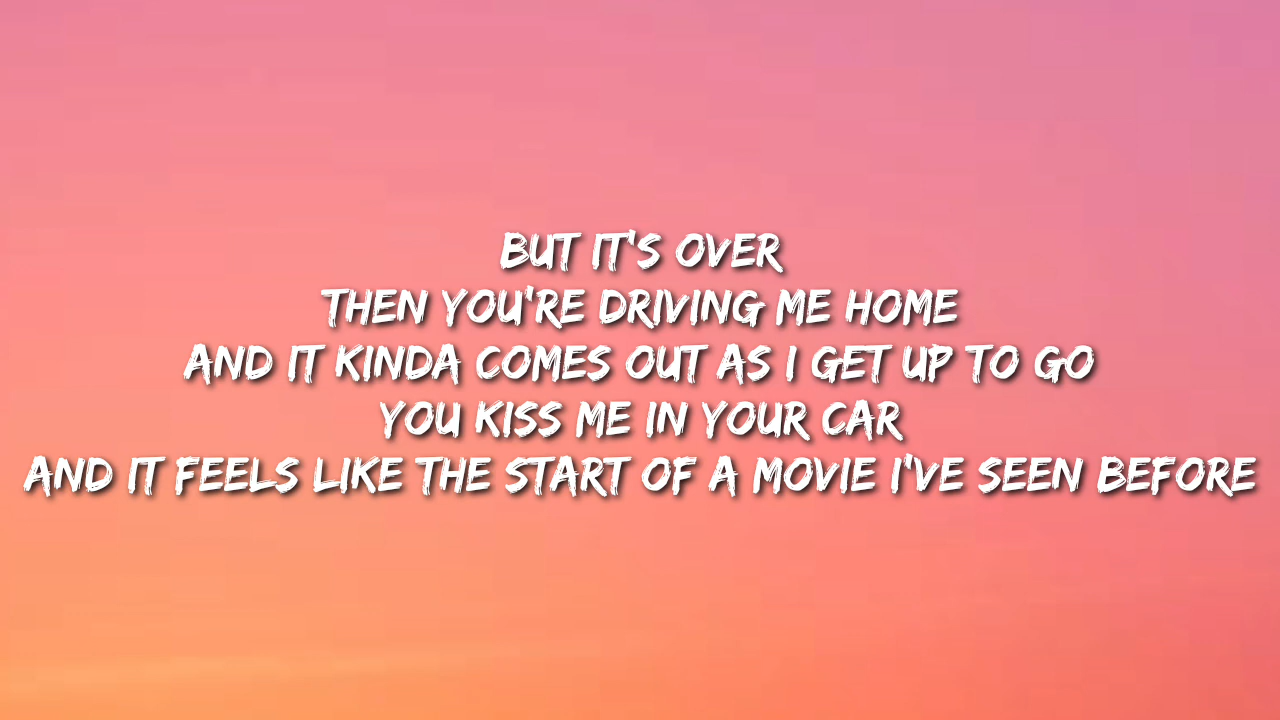 BUT IT'S OVER
THEN YOU'RE DRIVING ME HOME
AND IT KINDA COMES OUT AS I GET UP TO GO
YOU KISS ME IN YOUR CAR
AND IT FEELS LIKE THE START OF A MOVIE I'VE SEEN BEFORE